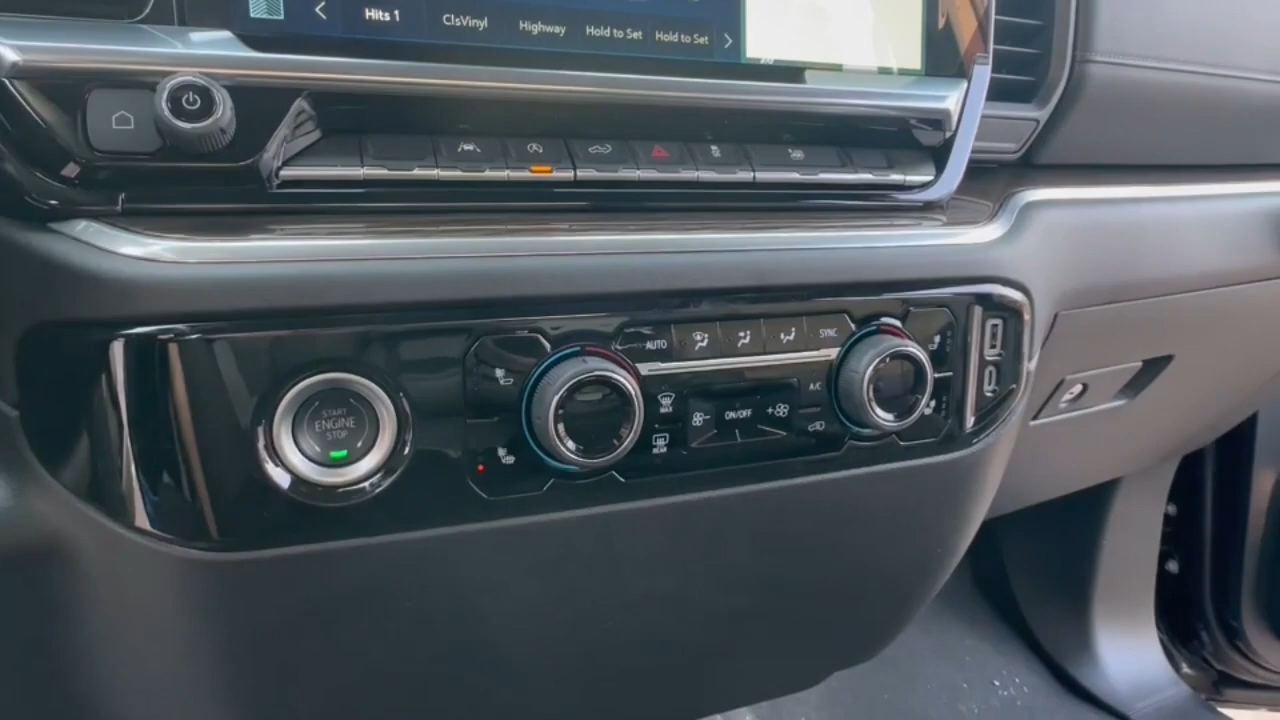 Hits 1
ClsVinyl
Highway
Hold to Set
Hold to Set
AUTO
SYNC
A/C
MAX
ON/OFF
REAR
START
ENGINE
STOP